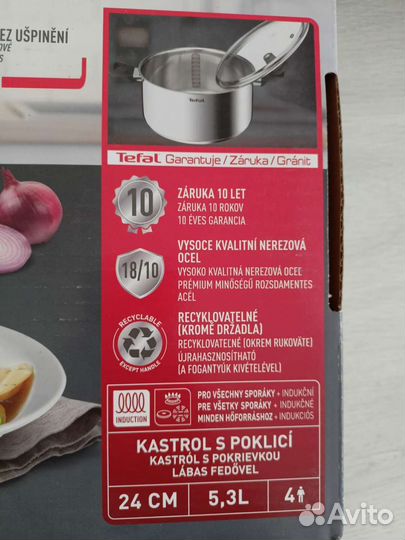 EZ UŠPINĚNÍ
OVÉ
S
Tefal
Tefal Garantuje / Záruka / Gránit
10
ZÁRUKA 10 LET
ZÁRUKA 10 ROKOV
10 ÉVES GARANCIA
18/10
VYSOCE KVALITNÍ NEREZOVÁ
OCEL
VYSOKO KVALITNÁ NEREZOVÁ OCEĽ
PRÉMIUM MINŐSÉGŰ ROZSDAMENTES
ACÉL
RECYCLABLE
EXCEPT HANDLE
RECYKLOVATELNÉ
(KROMĚ DRŽADLA)
RECYKLOVATEĽNÉ (OKREM RUKOVÄTE)
ÚJRAHASZNOSÍTHATÓ
(A FOGANTYÚK KIVÉTELÉVEL)
INDUCTION
PRO VŠECHNY SPORÁKY + INDUKČNÍ
PRE VŠETKY SPORÁKY + INDUKČNÉ
MINDEN HŐFORRÁSHOZ + INDUKCIÓS
KASTROL S POKLICÍ
KASTRÓL S POKRIEVKOU
LÁBAS FEDŐVEL
24 CM 5,3L 4
Avito